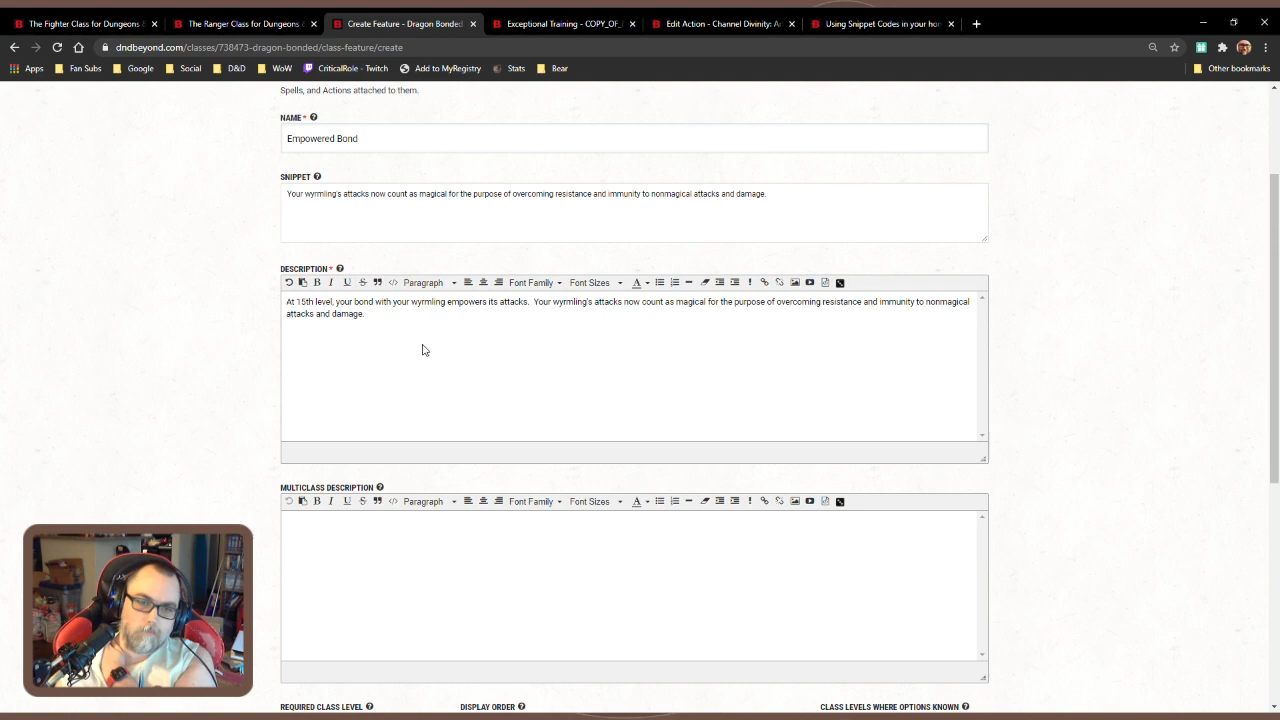 The Fighter Class for Dungeons &
The Ranger Class for Dungeons &
Create Feature - Dragon Bonded
Exceptional Training - COPY_OF_
Edit Action - Channel Divinity: A
Using Snippet Codes in your ho
dndbeyond.com/classes/738473-dragon-bonded/class-feature/create
Apps
Fan Subs
Google
Social
D&D
WoW
CriticalRole - Twitch
Add to MyRegistry
Stats
Bear
Other bookmarks
Spells, and Actions attached to them.
NAME *
Empowered Bond
SNIPPET
Your wyrmling's attacks now count as magical for the purpose of overcoming resistance and immunity to nonmagical attacks and damage.
DESCRIPTION *
Paragraph
Font Family
Font Sizes
At 15th level, your bond with your wyrmling empowers its attacks.  Your wyrmling's attacks now count as magical for the purpose of overcoming resistance and immunity to nonmagical
attacks and damage.
MULTICLASS DESCRIPTION
Paragraph
Font Family
Font Sizes
REQUIRED CLASS LEVEL
DISPLAY ORDER
CLASS LEVELS WHERE OPTIONS KNOWN